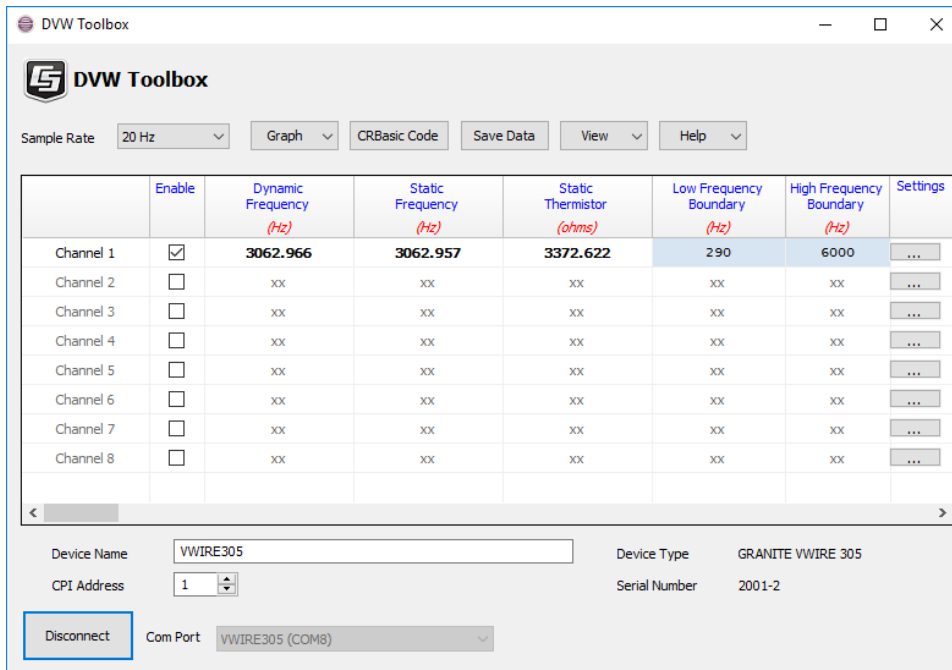 DVW Toolbox
DVW Toolbox
Sample Rate 20 Hz Graph CRBasic Code Save Data View Help
Enable Dynamic Static Static Low Frequency High Frequency Settings
Frequency Frequency Thermistor Boundary Boundary
(Hz) (Hz) (ohms) (Hz) (Hz)
Channel 1 3062.966 3062.957 3372.622 290 6000 ...
Channel 2 xx xx xx xx xx ...
Channel 3 xx xx xx xx xx ...
Channel 4 xx xx xx xx xx ...
Channel 5 xx xx xx xx xx ...
Channel 6 xx xx xx xx xx ...
Channel 7 xx xx xx xx xx ...
Channel 8 xx xx xx xx xx ...
Device Name VWIRE305 Device Type GRANITE VWIRE 305
CPI Address 1 Serial Number 2001-2
Disconnect Com Port VWIRE305 (COM8)